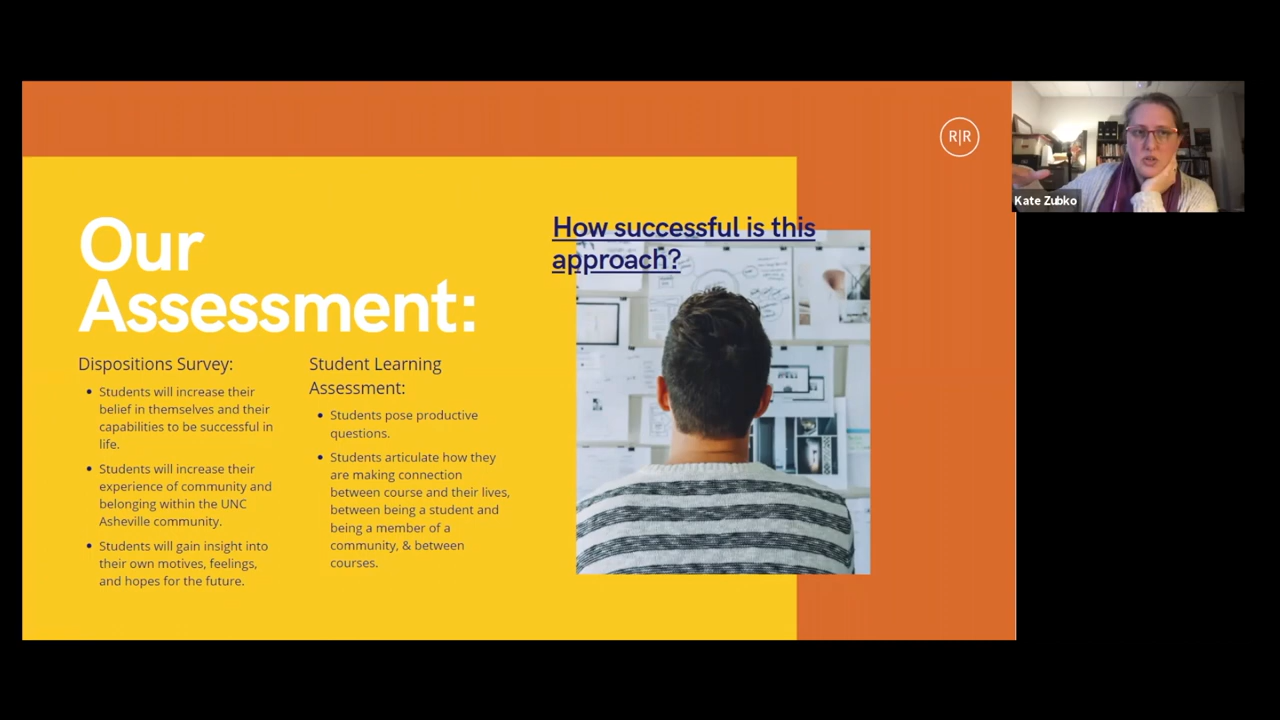 R|R
Kate Zubko
Our
Assessment:
How successful is this
approach?
Dispositions Survey:
Students will increase their
belief in themselves and their
capabilities to be successful in
life.
Students will increase their
experience of community and
belonging within the UNC
Asheville community.
Students will gain insight into
their own motives, feelings,
and hopes for the future.
Student Learning
Assessment:
Students pose productive
questions.
Students articulate how they
are making connection
between course and their lives,
between being a student and
being a member of a
community, & between
courses.